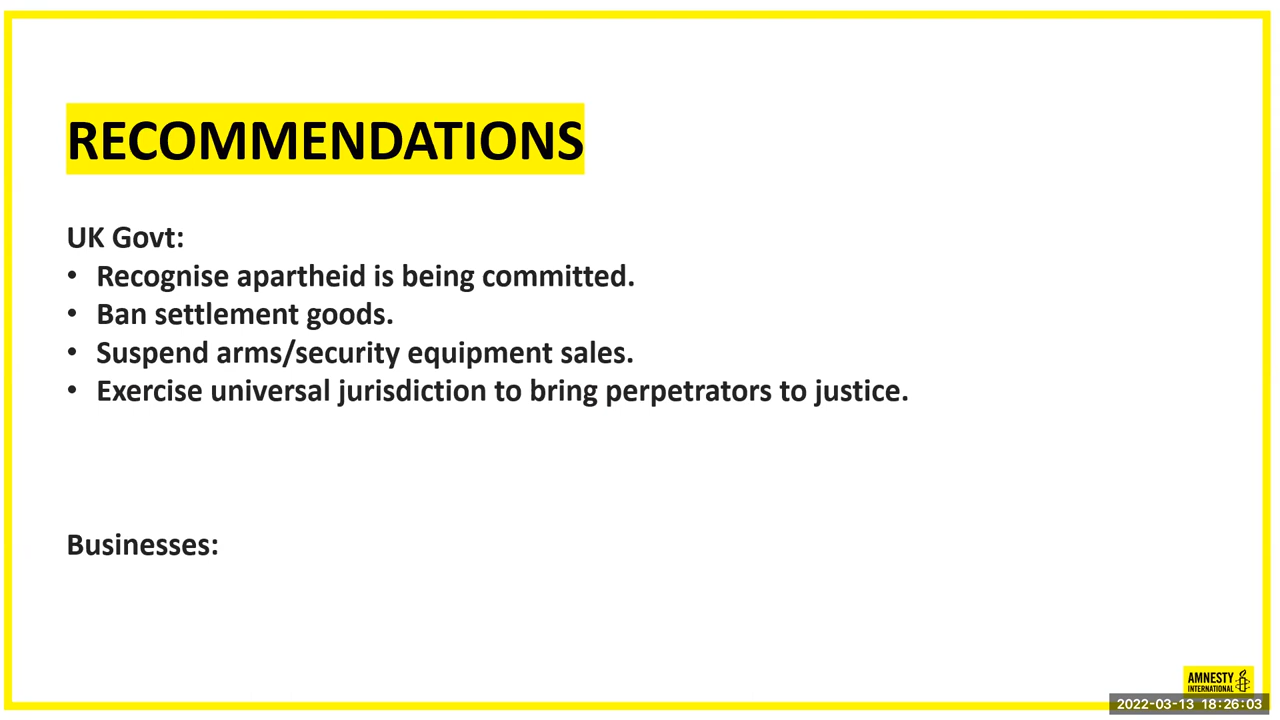 RECOMMENDATIONS
UK Govt:
• Recognise apartheid is being committed.
• Ban settlement goods.
• Suspend arms/security equipment sales.
• Exercise universal jurisdiction to bring perpetrators to justice.
Businesses:
AMNESTY
INTERNATIONAL
2022-03-13 18:26:03